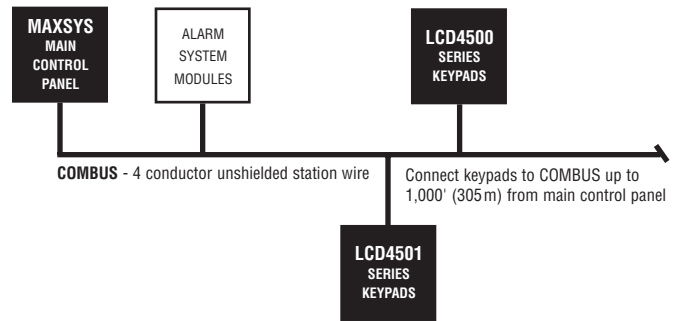 MAXSYS
MAIN
CONTROL
PANEL
ALARM
SYSTEM
MODULES
LCD4500
SERIES
KEYPADS
COMBUS - 4 conductor unshielded station wire
Connect keypads to COMBUS up to
1,000' (305 m) from main control panel
LCD4501
SERIES
KEYPADS